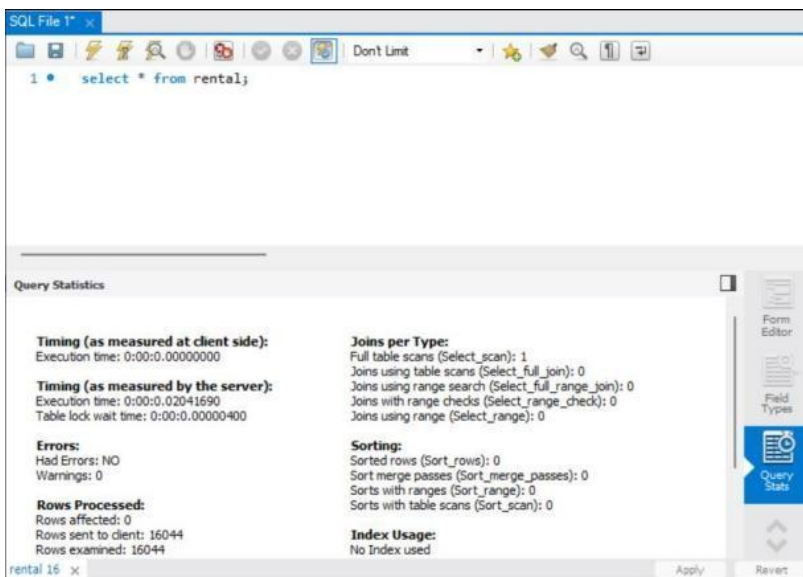 SQL File 1*
Don't Limit
1 select * from rental;
Query Statistics
Timing (as measured at client side):
Execution time: 0:00:0.00000000
Timing (as measured by the server):
Execution time: 0:00:0.02041690
Table lock wait time: 0:00:0.00000400
Errors:
Had Errors: NO
Warnings: 0
Rows Processed:
Rows affected: 0
Rows sent to client: 16044
Rows examined: 16044
Joins per Type:
Full table scans (Select_scan): 1
Joins using table scans (Select_full_join): 0
Joins using range search (Select_full_range_join): 0
Joins with range checks (Select_range_check): 0
Joins using range (Select_range): 0
Sorting:
Sorted rows (Sort_rows): 0
Sort merge passes (Sort_merge_passes): 0
Sorts with ranges (Sort_range): 0
Sorts with table scans (Sort_scan): 0
Index Usage:
No Index used
Form
Editor
Field
Types
Query
Stats
rental 16
Apply
Revert